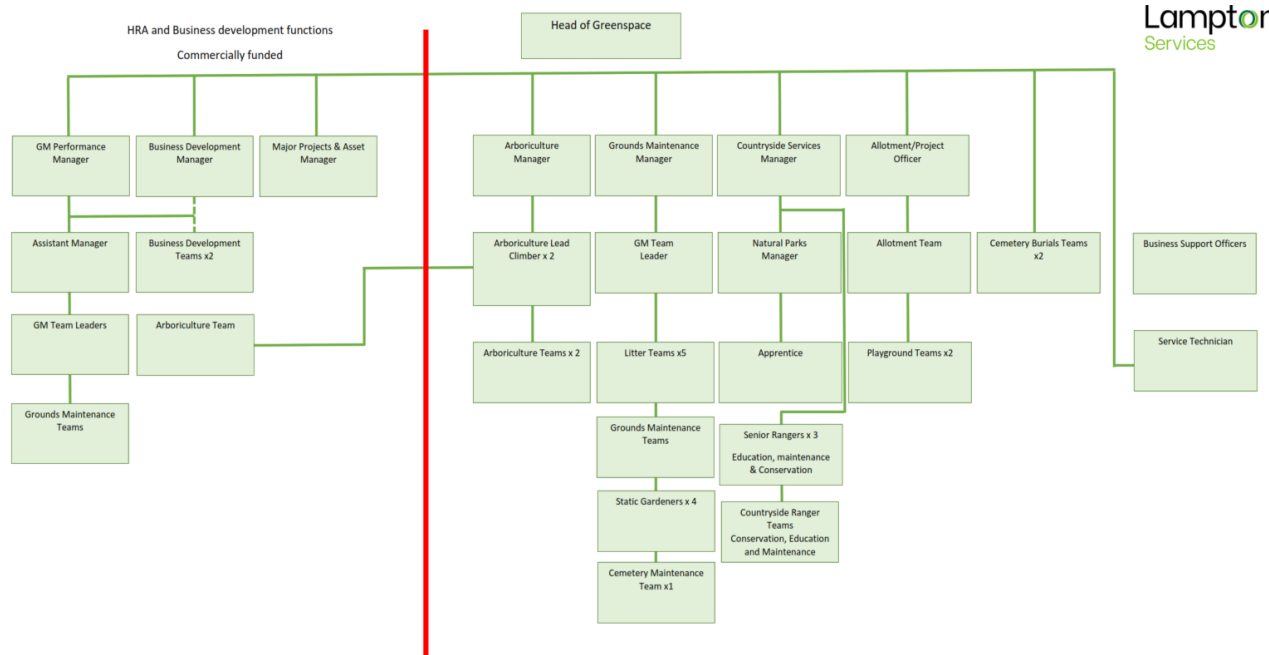 HRA and Business development functions
Commercially funded
Head of Greenspace
Services
GM Performance
Manager
Business Development
Manager
Major Projects & Asset
Manager
Arboriculture
Manager
Grounds Maintenance
Manager
Countryside Services
Manager
Allotment/Project
Officer
Assistant Manager
Business Development
Teams x2
Arboriculture Lead
Climber x 2
GM Team
Leader
Natural Parks
Manager
Allotment Team
Cemetery Burials Teams
x2
Business Support Officers
GM Team Leaders
Arboriculture Team
Arboriculture Teams x 2
Litter Teams x5
Apprentice
Playground Teams x2
Service Technician
Grounds Maintenance
Teams
Grounds Maintenance
Teams
Senior Rangers x 3
Education, maintenance
& Conservation
Static Gardeners x 4
Countryside Ranger
Teams
Conservation, Education
and Maintenance
Cemetery Maintenance
Team x1